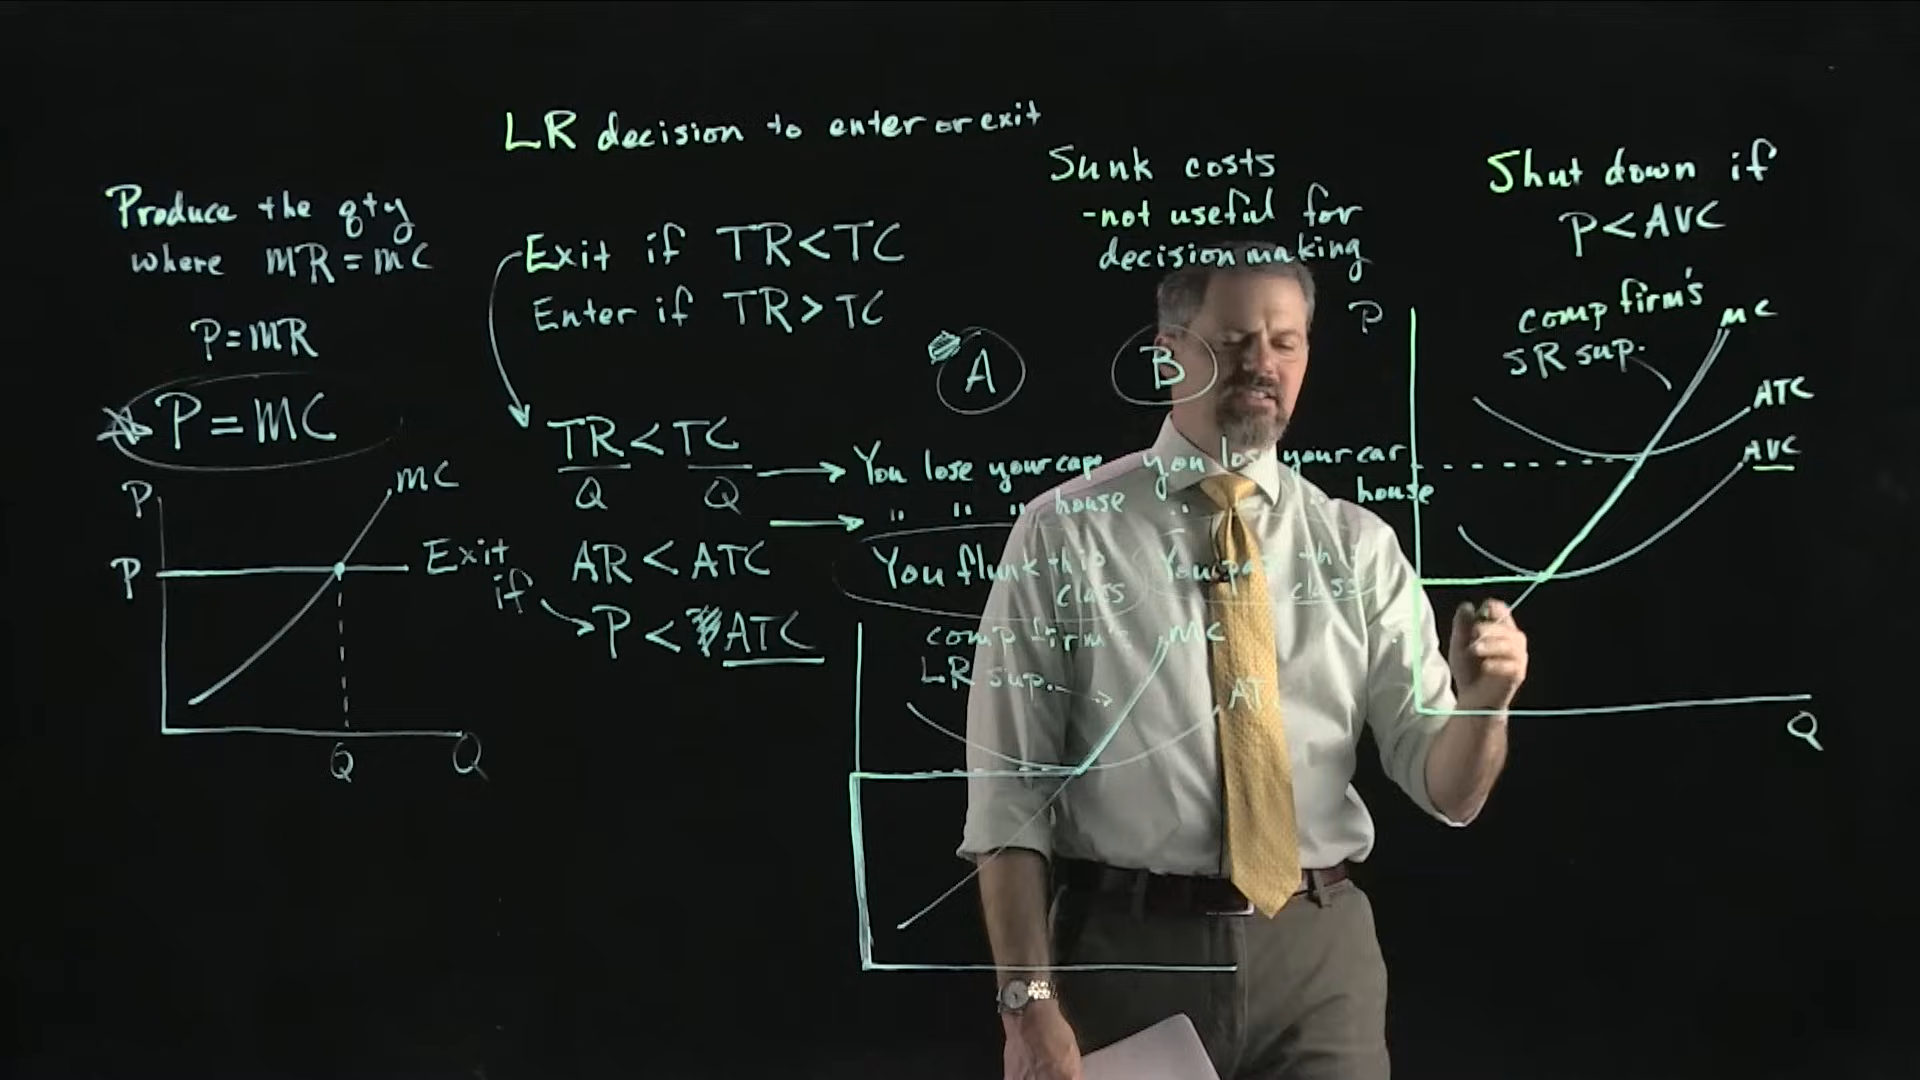 LR decision to enter or exit
Produce the qty
where MR = MC
P = MR
P = MC
P
MC
P
Q
Q
Exit if TR < TC
Enter if TR > TC
TR < TC
Q Q
AR < ATC
Exit
if
P < ATC
Sunk costs
- not useful for
decision making
A
B
You lose your
" " " house
You flunk this
class
You lose your car
" house
You pass this
class
comp firm's
LR sup.
MC
AT
Shut down if
P < AVC
P
comp firm's
SR sup.
MC
ATC
AVC
Q